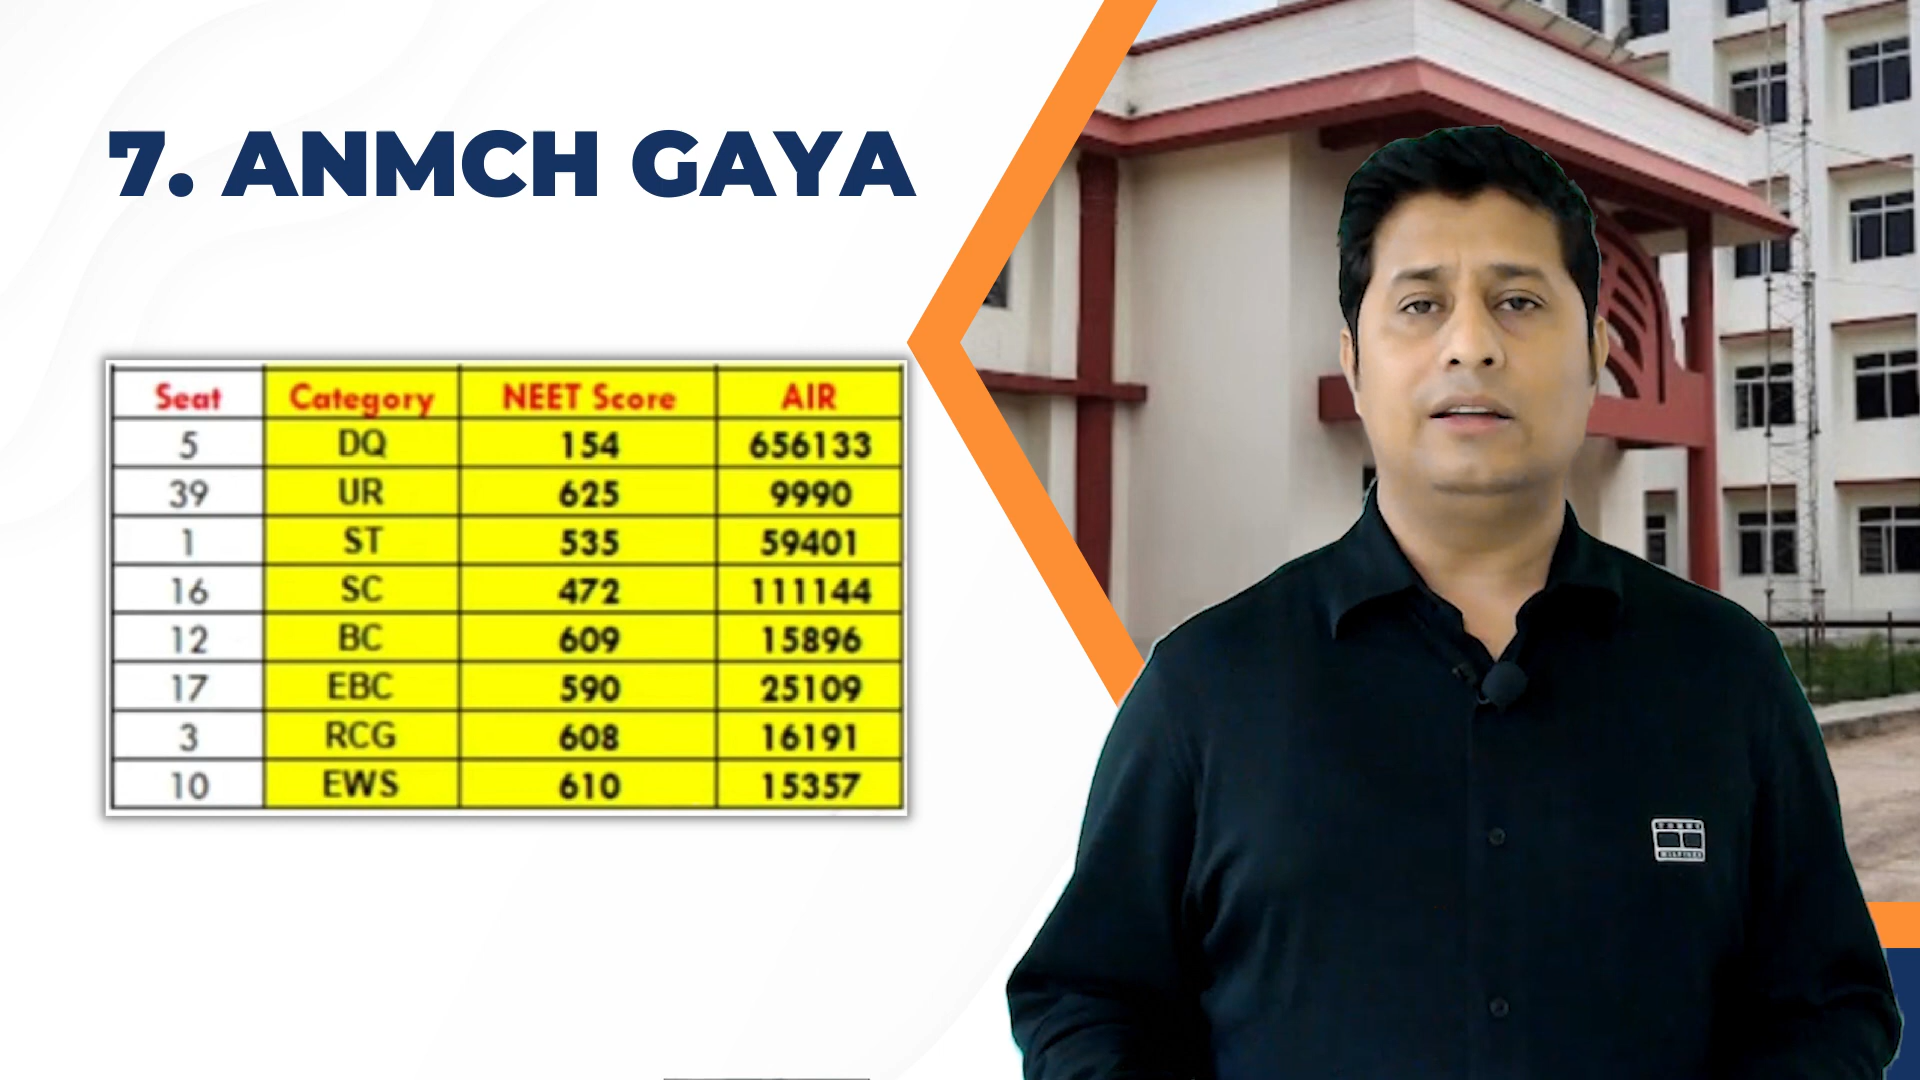 7. ANMCH GAYA
Seat Category NEET Score AIR
5 DQ 154 656133
39 UR 625 9990
1 ST 535 59401
16 SC 472 111144
12 BC 609 15896
17 EBC 590 25109
3 RCG 608 16191
10 EWS 610 15357